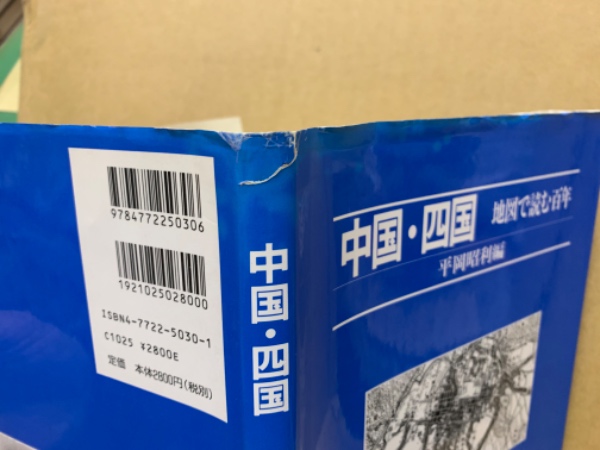 9784772250306
1921025028000
ISBN4-7722-5030-1
C1025 ¥2800E
定価 本体2800円(税別)
中国・四国
中国・四国 地図で読む百年
平岡昭利編